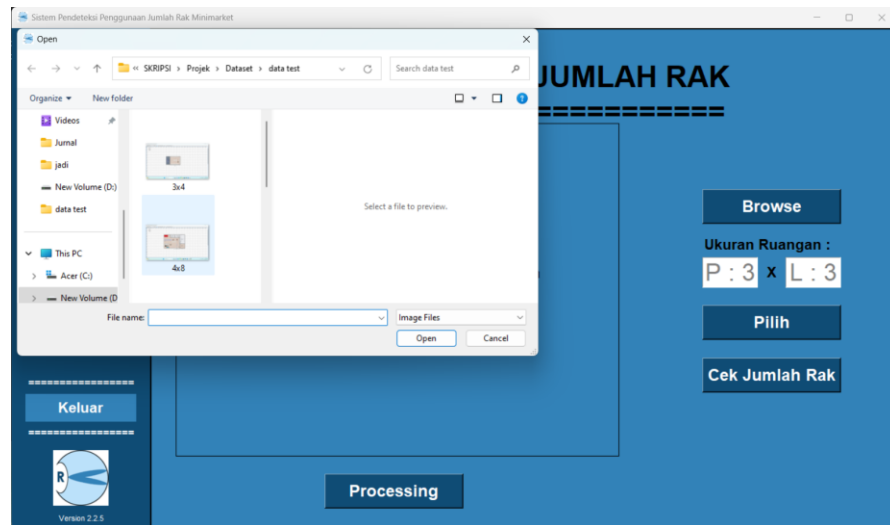 Sistem Pendeteksi Penggunaan Jumlah Rak Minimarket
Open
« SKRIPSI > Projek > Dataset > data test
Search data test
Organize
New folder
Videos
Jurnal
jadi
New Volume (D:)
data test
This PC
Acer (C:)
New Volume (D
3x4
4x8
Select a file to preview.
File name:
Image Files
Open
Cancel
JUMLAH RAK
===========
Browse
Ukuran Ruangan :
P : 3 x L : 3
Pilih
Cek Jumlah Rak
=================
Keluar
=================
R
Version 2.2.5
Processing